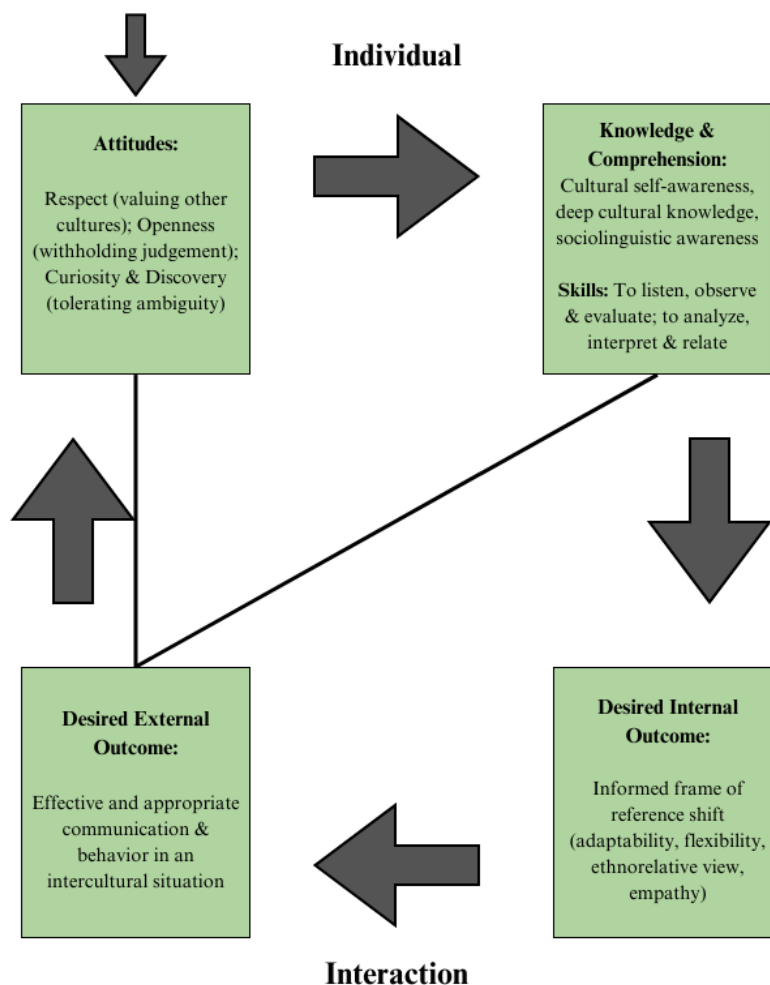 Individual
Attitudes:
Respect (valuing other
cultures); Openness
(withholding judgement);
Curiosity & Discovery
(tolerating ambiguity)
Knowledge &
Comprehension:
Cultural self-awareness,
deep cultural knowledge,
sociolinguistic awareness
Skills: To listen, observe
& evaluate; to analyze,
interpret & relate
Desired External
Outcome:
Effective and appropriate
communication &
behavior in an
intercultural situation
Desired Internal
Outcome:
Informed frame of
reference shift
(adaptability, flexibility,
ethnorelative view,
empathy)
Interaction